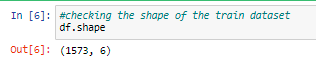 In [6]: #checking the shape of the train dataset
df.shape
Out[6]: (1573, 6)